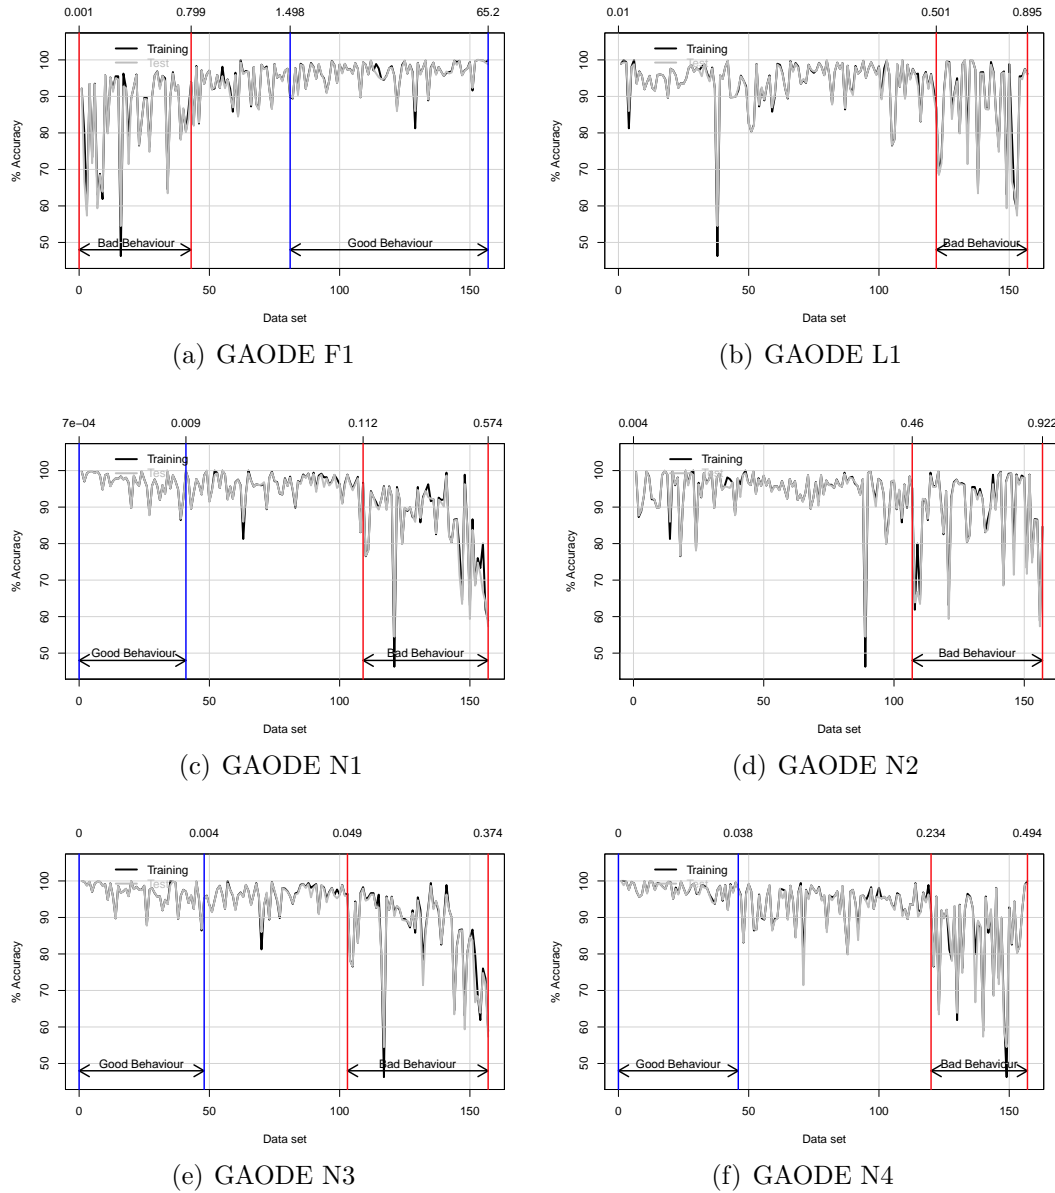 0.001 0.799 1.498 65.2
Training
Test
% Accuracy
100
90
80
70
60
50
Bad Behaviour
Good Behaviour
0 50 100 150
Data set
(a) GAODE F1
0.01 0.501 0.895
Training
Test
% Accuracy
100
90
80
70
60
50
Bad Behaviour
0 50 100 150
Data set
(b) GAODE L1
7e−04 0.009 0.112 0.574
Training
Test
% Accuracy
100
90
80
70
60
50
Good Behaviour
Bad Behaviour
0 50 100 150
Data set
(c) GAODE N1
0.004 0.46 0.922
Training
Test
% Accuracy
100
90
80
70
60
50
Bad Behaviour
0 50 100 150
Data set
(d) GAODE N2
0 0.004 0.049 0.374
Training
Test
% Accuracy
100
90
80
70
60
50
Good Behaviour
Bad Behaviour
0 50 100 150
Data set
(e) GAODE N3
0 0.038 0.234 0.494
Training
Test
% Accuracy
100
90
80
70
60
50
Good Behaviour
Bad Behaviour
0 50 100 150
Data set
(f) GAODE N4